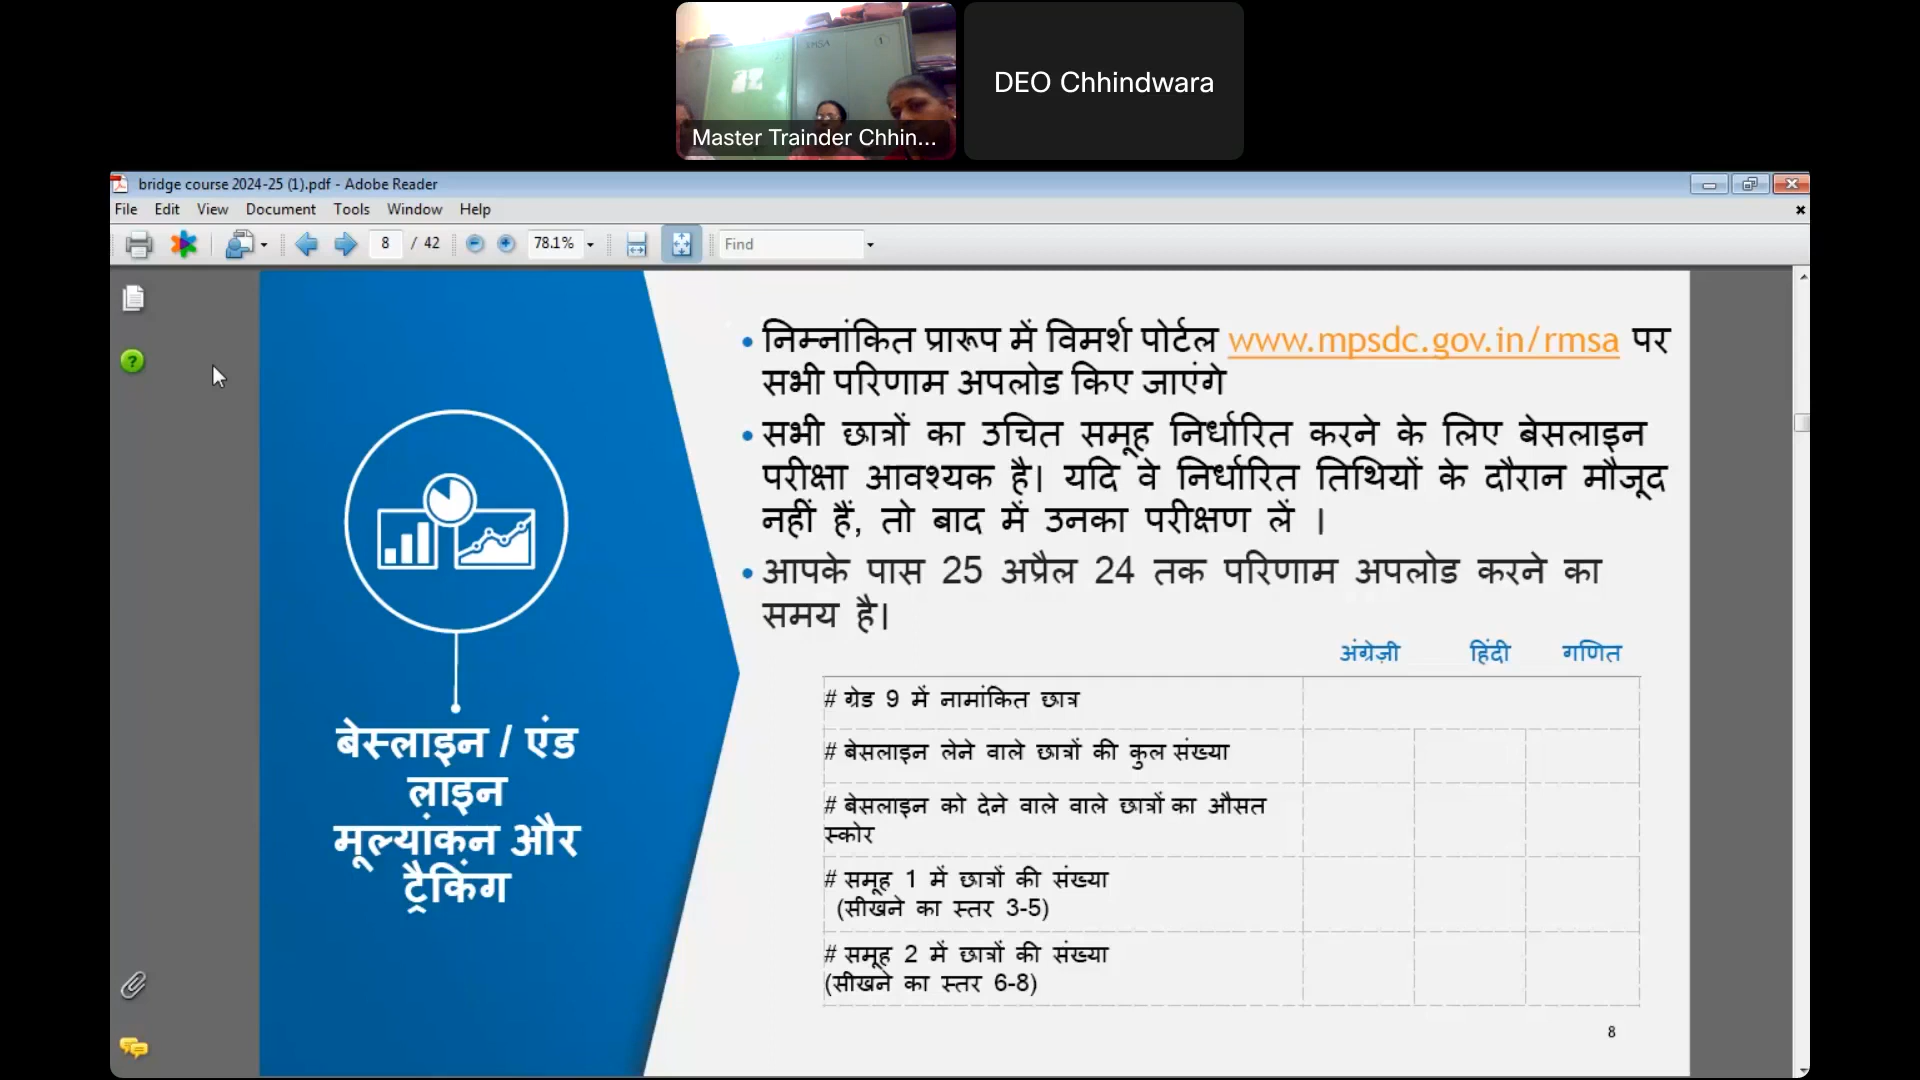 RMSA
1
Master Trainder Chhin...
DEO Chhindwara
bridge course 2024-25 (1).pdf - Adobe Reader
File Edit View Document Tools Window Help
8 / 42 78.1% Find
बेस्लाइन / एंड
लाइन
मूल्यांकन और
ट्रैकिंग
• निम्नांकित प्रारूप में विमर्श पोर्टल www.mpsdc.gov.in/rmsa पर
सभी परिणाम अपलोड किए जाएंगे
• सभी छात्रों का उचित समूह निर्धारित करने के लिए बेसलाइन
परीक्षा आवश्यक है। यदि वे निर्धारित तिथियों के दौरान मौजूद
नहीं हैं, तो बाद में उनका परीक्षण लें ।
• आपके पास 25 अप्रैल 24 तक परिणाम अपलोड करने का
समय है।
अंग्रेज़ी हिंदी गणित
# ग्रेड 9 में नामांकित छात्र
# बेसलाइन लेने वाले छात्रों की कुल संख्या
# बेसलाइन को देने वाले वाले छात्रों का औसत
स्कोर
# समूह 1 में छात्रों की संख्या
(सीखने का स्तर 3-5)
# समूह 2 में छात्रों की संख्या
(सीखने का स्तर 6-8)
8